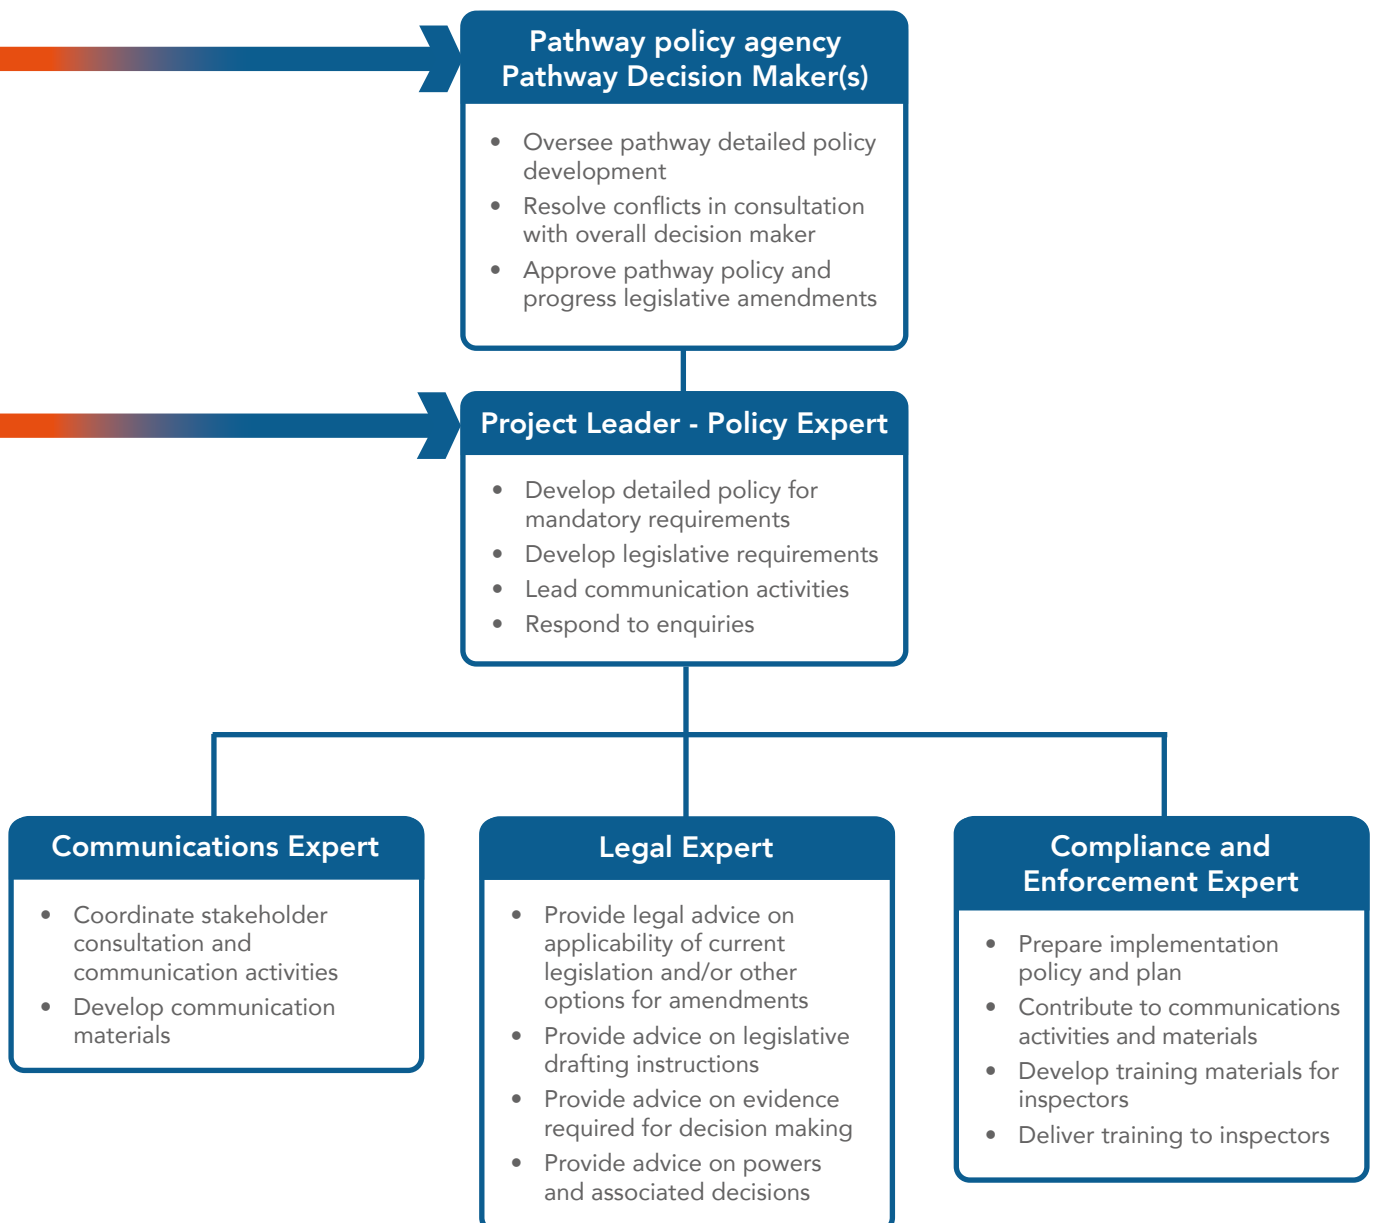 Pathway policy agency
Pathway Decision Maker(s)
• Oversee pathway detailed policy
development
• Resolve conflicts in consultation
with overall decision maker
• Approve pathway policy and
progress legislative amendments
Project Leader - Policy Expert
• Develop detailed policy for
mandatory requirements
• Develop legislative requirements
• Lead communication activities
• Respond to enquiries
Communications Expert
• Coordinate stakeholder
consultation and
communication activities
• Develop communication
materials
Legal Expert
• Provide legal advice on
applicability of current
legislation and/or other
options for amendments
• Provide advice on legislative
drafting instructions
• Provide advice on evidence
required for decision making
• Provide advice on powers
and associated decisions
Compliance and
Enforcement Expert
• Prepare implementation
policy and plan
• Contribute to communications
activities and materials
• Develop training materials for
inspectors
• Deliver training to inspectors